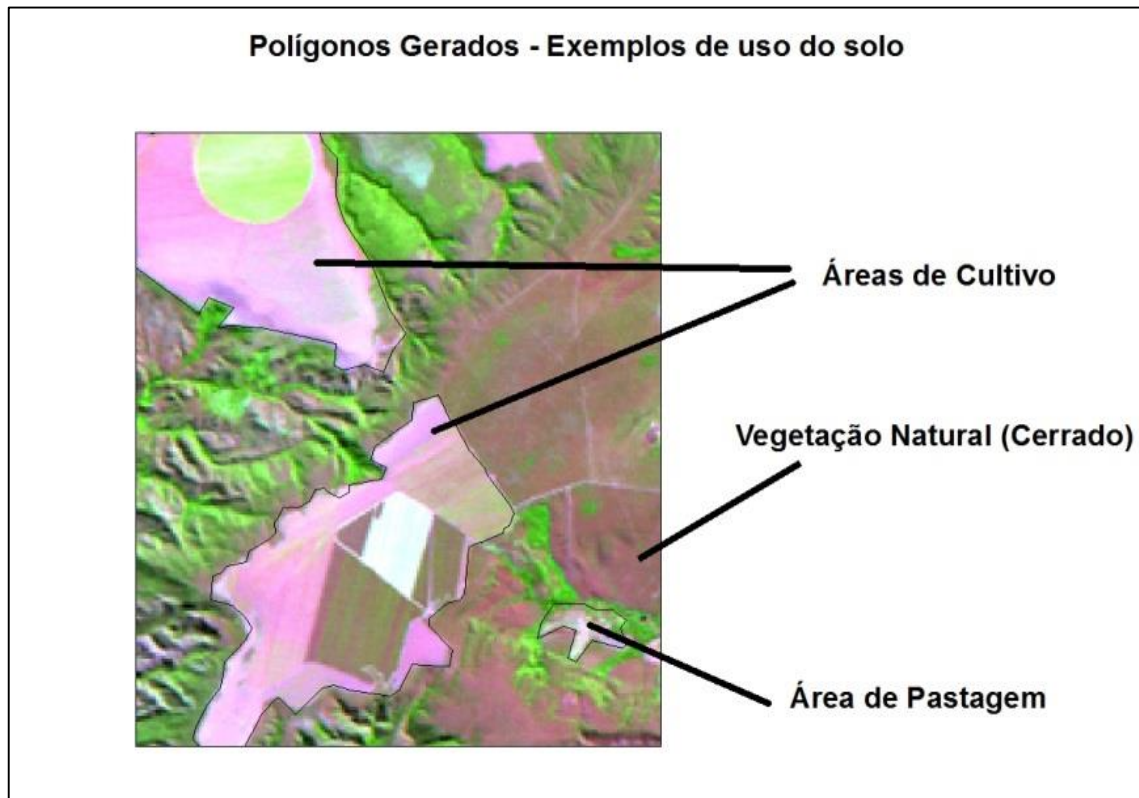 Polígonos Gerados - Exemplos de uso do solo
Áreas de Cultivo
Vegetação Natural (Cerrado)
Área de Pastagem